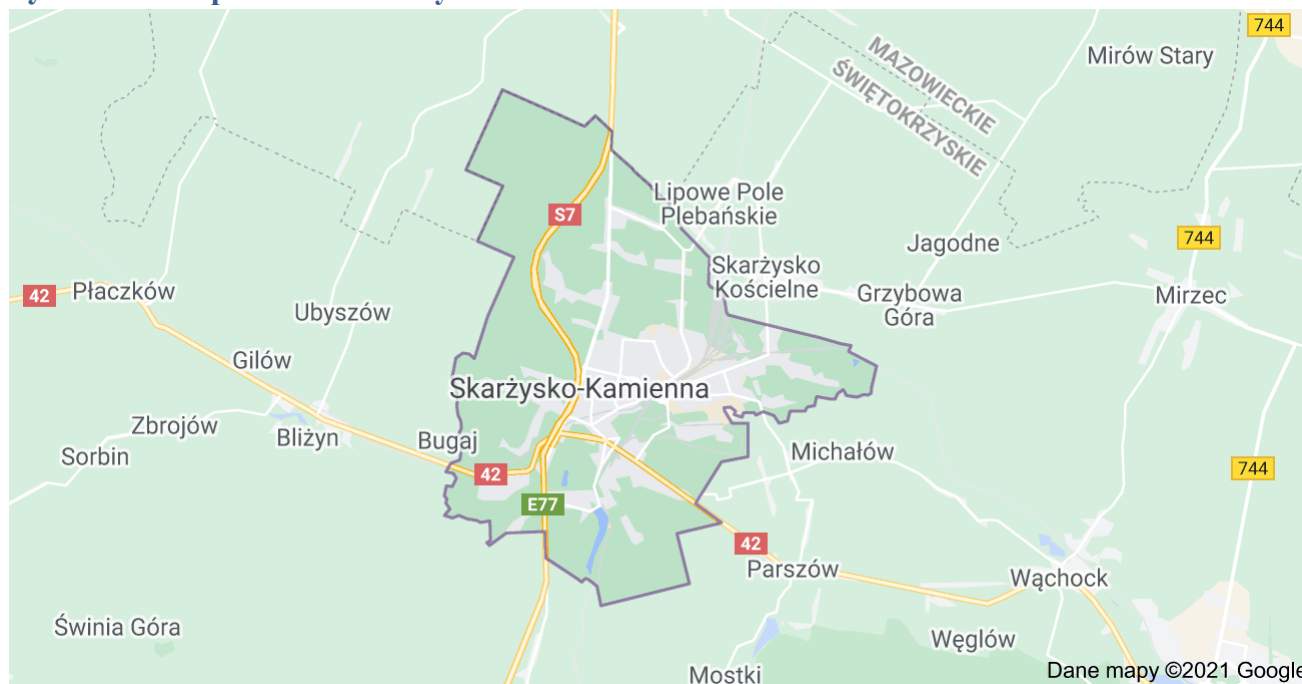 744
MAZOWIECKIE
ŚWIĘTOKRZYSKIE
Mirów Stary
Lipowe Pole
Plebańskie
S7
744
Jagodne
Skarżysko
Kościelne
42
Płaczków
Grzybowa
Góra
Mirzec
Ubyszów
Gilów
Skarżysko-Kamienna
Zbrojów
Bliżyn
Bugaj
Sorbin
Michałów
42
744
E77
42
Parszów
Wąchock
Świnia Góra
Węglów
Mostki
Dane mapy ©2021 Google